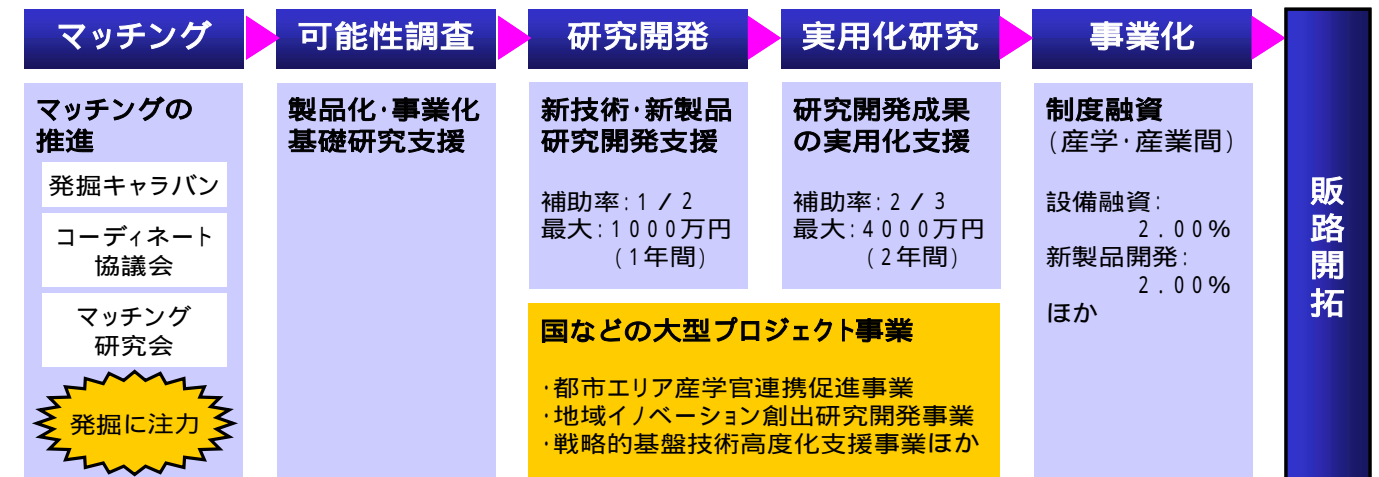 マッチング
可能性調査
研究開発
実用化研究
事業化
マッチングの
推進
発掘キャラバン
コーディネート
協議会
マッチング
研究会
発掘に注力
製品化･事業化
基礎研究支援
新技術･新製品
研究開発支援
補助率:1/2
最大:1000万円
(1年間)
研究開発成果
の実用化支援
補助率:2/3
最大:4000万円
(2年間)
国などの大型プロジェクト事業
･都市エリア産学官連携促進事業
･地域イノベーション創出研究開発事業
･戦略的基盤技術高度化支援事業ほか
制度融資
(産学･産業間)
設備融資:
2.00%
新製品開発:
2.00%
ほか
販路開拓